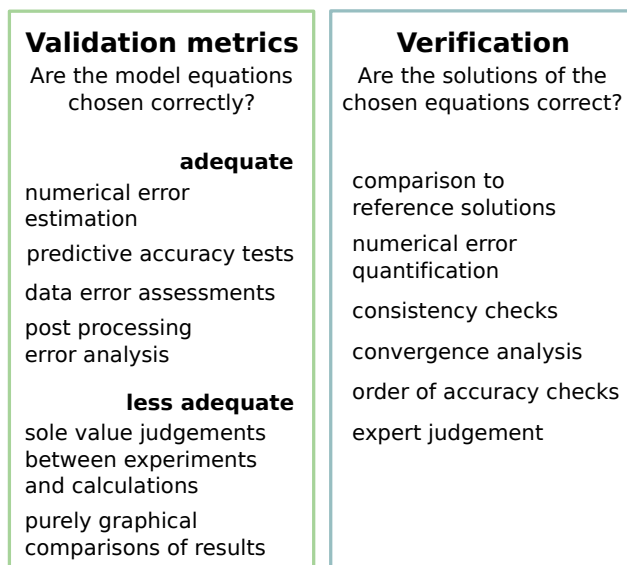 Validation metrics
Are the model equations
chosen correctly?
adequate
numerical error
estimation
predictive accuracy tests
data error assessments
post processing
error analysis
less adequate
sole value judgements
between experiments
and calculations
purely graphical
comparisons of results
Verification
Are the solutions of the
chosen equations correct?
comparison to
reference solutions
numerical error
quantification
consistency checks
convergence analysis
order of accuracy checks
expert judgement